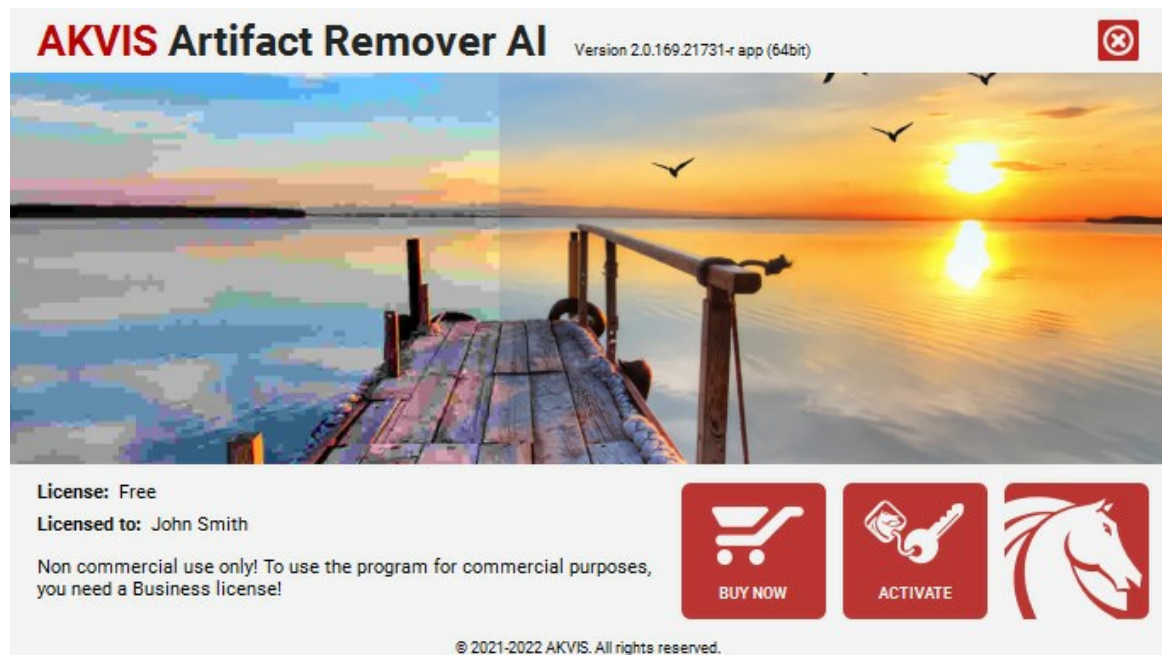 AKVIS Artifact Remover AI Version 2.0.169.21731-r app (64bit)
License: Free
Licensed to: John Smith
Non commercial use only! To use the program for commercial purposes,
you need a Business license!
BUY NOW
ACTIVATE
© 2021-2022 AKVIS. All rights reserved.